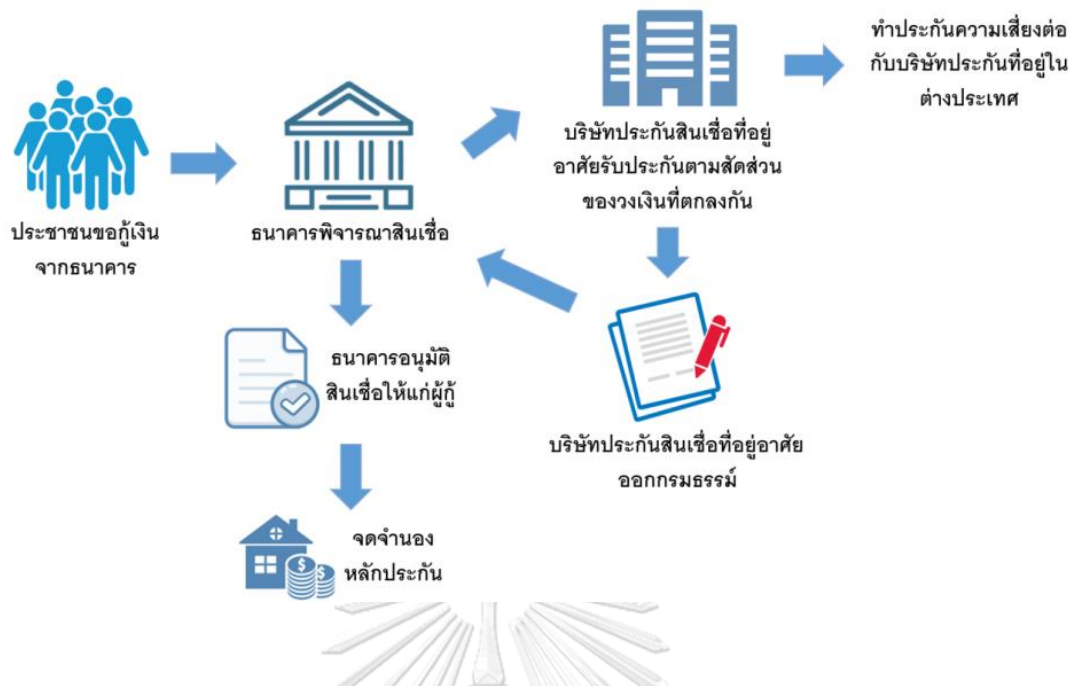 ประชาชนขอกู้เงิน
จากธนาคาร
ธนาคารพิจารณาสินเชื่อ
บริษัทประกันสินเชื่อที่อยู่
อาศัยรับประกันตามสัดส่วน
ของวงเงินที่ตกลงกัน
ทำประกันความเสี่ยงต่อ
กับบริษัทประกันที่อยู่ใน
ต่างประเทศ
ธนาคารอนุมัติ
สินเชื่อให้แก่ผู้กู้
บริษัทประกันสินเชื่อที่อยู่อาศัย
ออกกรมธรรม์
จดจำนอง
หลักประกัน
$
$